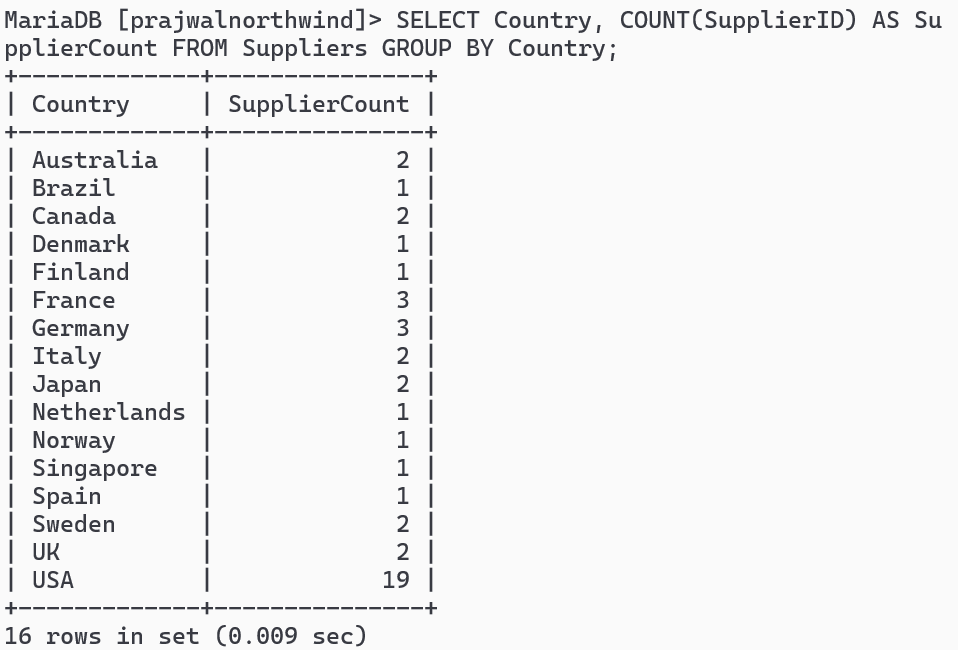 MariaDB [prajwalnorthwind]> SELECT Country, COUNT(SupplierID) AS Su
pplierCount FROM Suppliers GROUP BY Country;
+-------------+---------------+
| Country     | SupplierCount |
+-------------+---------------+
| Australia   |             2 |
| Brazil      |             1 |
| Canada      |             2 |
| Denmark     |             1 |
| Finland     |             1 |
| France      |             3 |
| Germany     |             3 |
| Italy       |             2 |
| Japan       |             2 |
| Netherlands |             1 |
| Norway      |             1 |
| Singapore   |             1 |
| Spain       |             1 |
| Sweden      |             2 |
| UK          |             2 |
| USA         |            19 |
+-------------+---------------+
16 rows in set (0.009 sec)